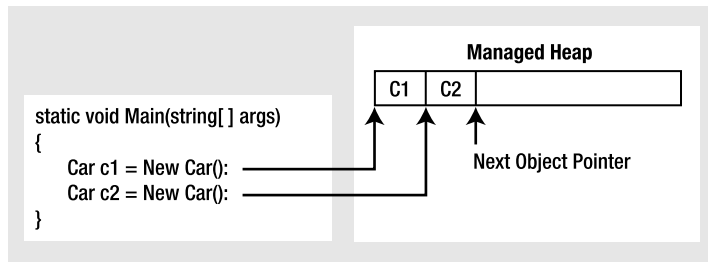 static void Main(string[ ] args)
{
Car c1 = New Car():
Car c2 = New Car():
}
Managed Heap
C1 C2
Next Object Pointer